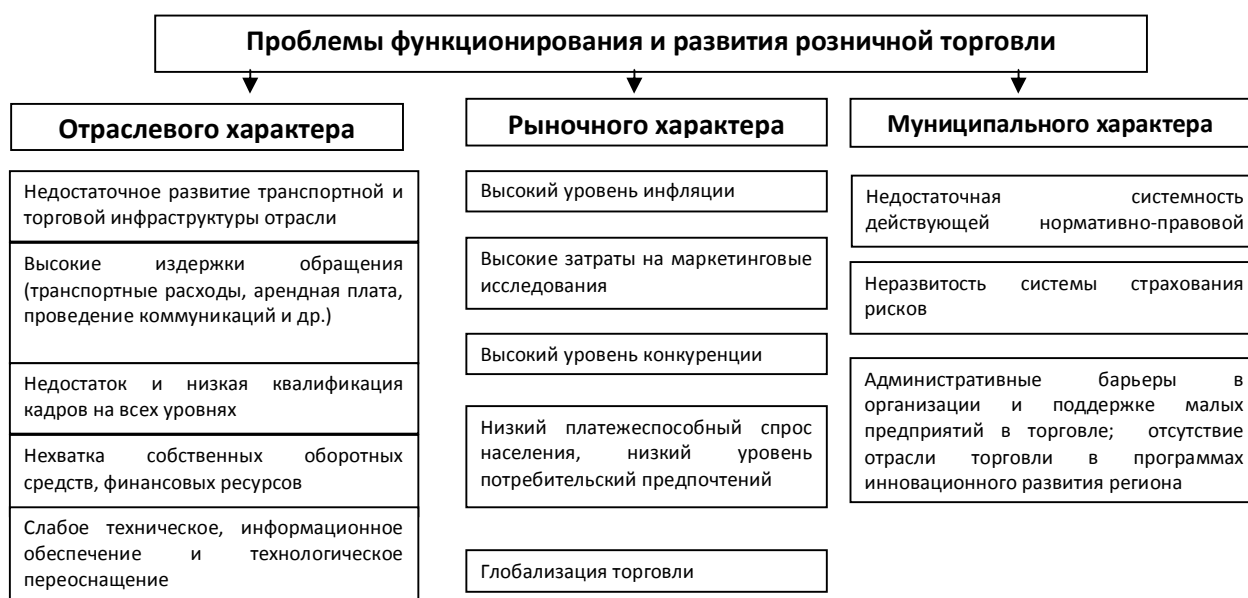 Проблемы функционирования и развития розничной торговли
Отраслевого характера
Недостаточное развитие транспортной и
торговой инфраструктуры отрасли
Высокие издержки обращения
(транспортные расходы, арендная плата,
проведение коммуникаций и др.)
Недостаток и низкая квалификация
кадров на всех уровнях
Нехватка собственных оборотных
средств, финансовых ресурсов
Слабое техническое, информационное
обеспечение и технологическое
переоснащение
Рыночного характера
Высокий уровень инфляции
Высокие затраты на маркетинговые
исследования
Высокий уровень конкуренции
Низкий платежеспособный спрос
населения, низкий уровень
потребительский предпочтений
Глобализация торговли
Муниципального характера
Недостаточная системность
действующей нормативно-правовой
Неразвитость системы страхования
рисков
Административные барьеры в
организации и поддержке малых
предприятий в торговле; отсутствие
отрасли торговли в программах
инновационного развития региона